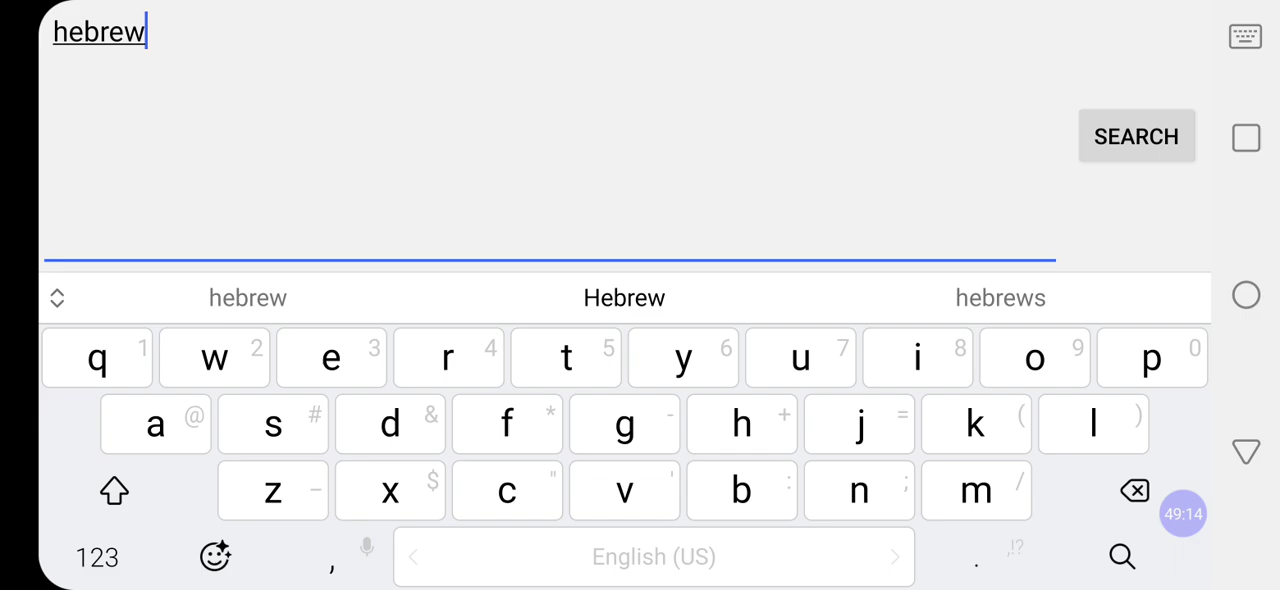 hebrew
SEARCH
hebrew Hebrew hebrews
q 1 w 2 e 3 r 4 t 5 y 6 u 7 i 8 o 9 p 0
a @ s # d & f * g - h + j = k ( l )
z _ x $ c " v ' b : n ; m /
49:14
123 , < English (US) > . ,!?